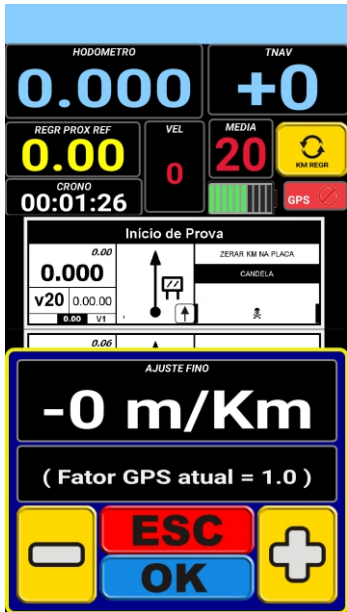 HODOMETRO
TNAV
0.000
+0
REGR PROX REF
VEL
MEDIA
0.00
0
20
KM REGR
CRONO
00:01:26
GPS
Início de Prova
0.00
ZERAR KM NA PLACA
0.000
CANDELA
v20
0.00.00
0.00
V1
0.06
AJUSTE FINO
-0 m/Km
( Fator GPS atual = 1.0 )
ESC
OK